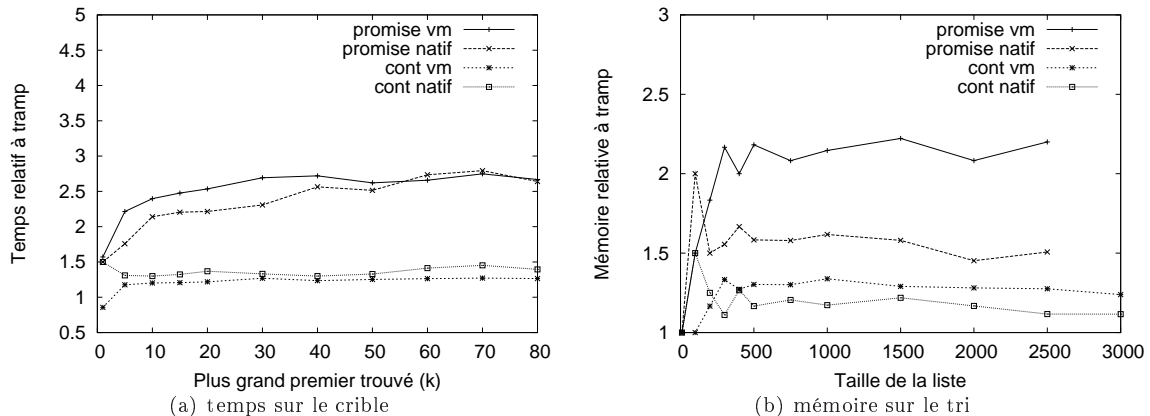 5
4.5
4
3.5
3
2.5
2
1.5
1
0.5
0 10 20 30 40 50 60 70 80
Temps relatif à tramp
Plus grand premier trouvé (k)
promise vm
promise natif
cont vm
cont natif
(a) temps sur le crible
3
2.5
2
1.5
1
0 500 1000 1500 2000 2500 3000
Mémoire relative à tramp
Taille de la liste
promise vm
promise natif
cont vm
cont natif
(b) mémoire sur le tri